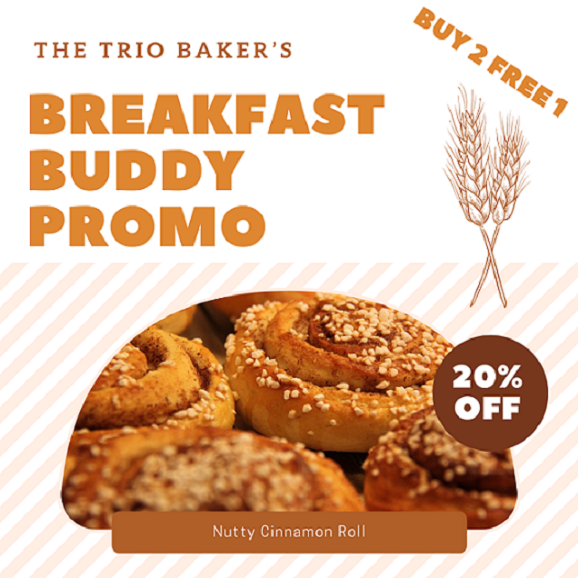 THE TRIO BAKER'S
BUY 2 FREE 1
BREAKFAST
BUDDY
PROMO
20%
OFF
Nutty Cinnamon Roll